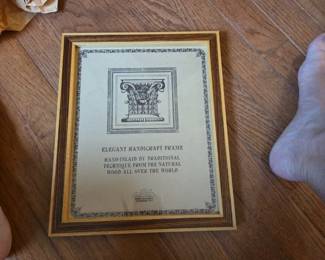 ELEGANT HANDICRAFT FRAME
HAND INLAID BY TRADITIONAL
TECHNIQUE FROM THE NATURAL
WOOD ALL OVER THE WORLD